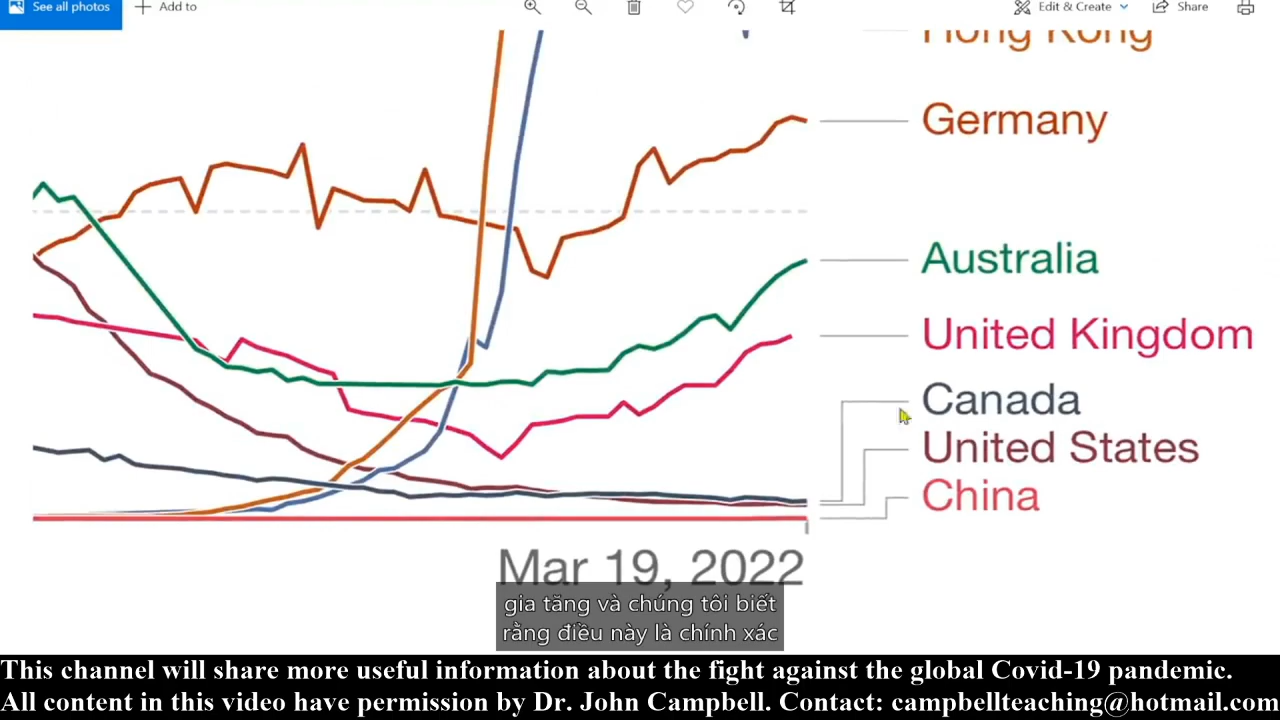 See all photos
Add to
Edit & Create
Share
Hong Kong
Germany
Australia
United Kingdom
Canada
United States
China
Mar 19, 2022
gia tăng và chúng tôi biết
rằng điều này là chính xác
This channel will share more useful information about the fight against the global Covid-19 pandemic.
All content in this video have permission by Dr. John Campbell. Contact: campbellteaching@hotmail.com